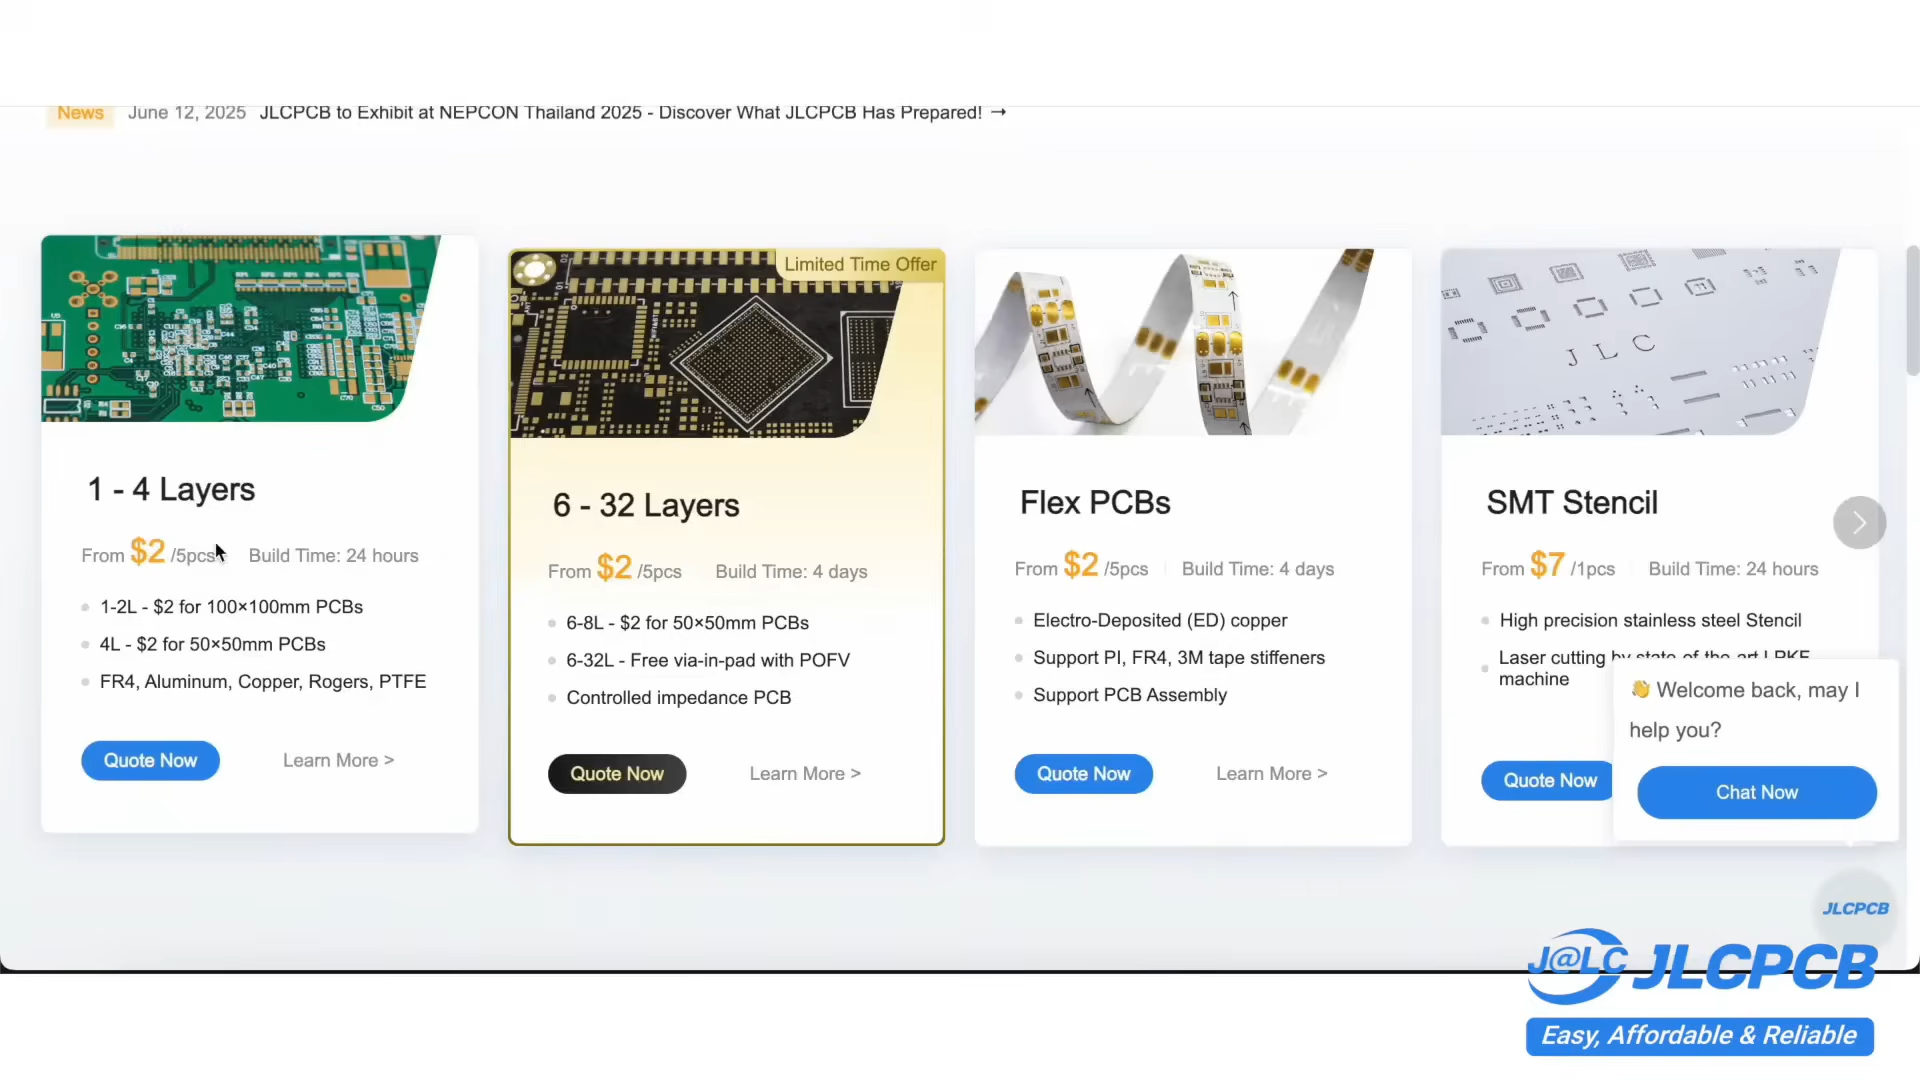 News June 12, 2025 JLCPCB to Exhibit at NEPCON Thailand 2025 - Discover What JLCPCB Has Prepared! →
1 - 4 Layers
From $2 /5pcs Build Time: 24 hours
1-2L - $2 for 100×100mm PCBs
4L - $2 for 50×50mm PCBs
FR4, Aluminum, Copper, Rogers, PTFE
Quote Now Learn More >
Limited Time Offer
6 - 32 Layers
From $2 /5pcs Build Time: 4 days
6-8L - $2 for 50×50mm PCBs
6-32L - Free via-in-pad with POFV
Controlled impedance PCB
Quote Now Learn More >
Flex PCBs
From $2 /5pcs Build Time: 4 days
Electro-Deposited (ED) copper
Support PI, FR4, 3M tape stiffeners
Support PCB Assembly
Quote Now Learn More >
J L C
SMT Stencil
From $7 /1pcs Build Time: 24 hours
High precision stainless steel Stencil
Laser cutting by state-of-the-art LPKF
machine
Quote Now
👋 Welcome back, may I
help you?
Chat Now
JLCPCB
J@LC JLCPCB
Easy, Affordable & Reliable